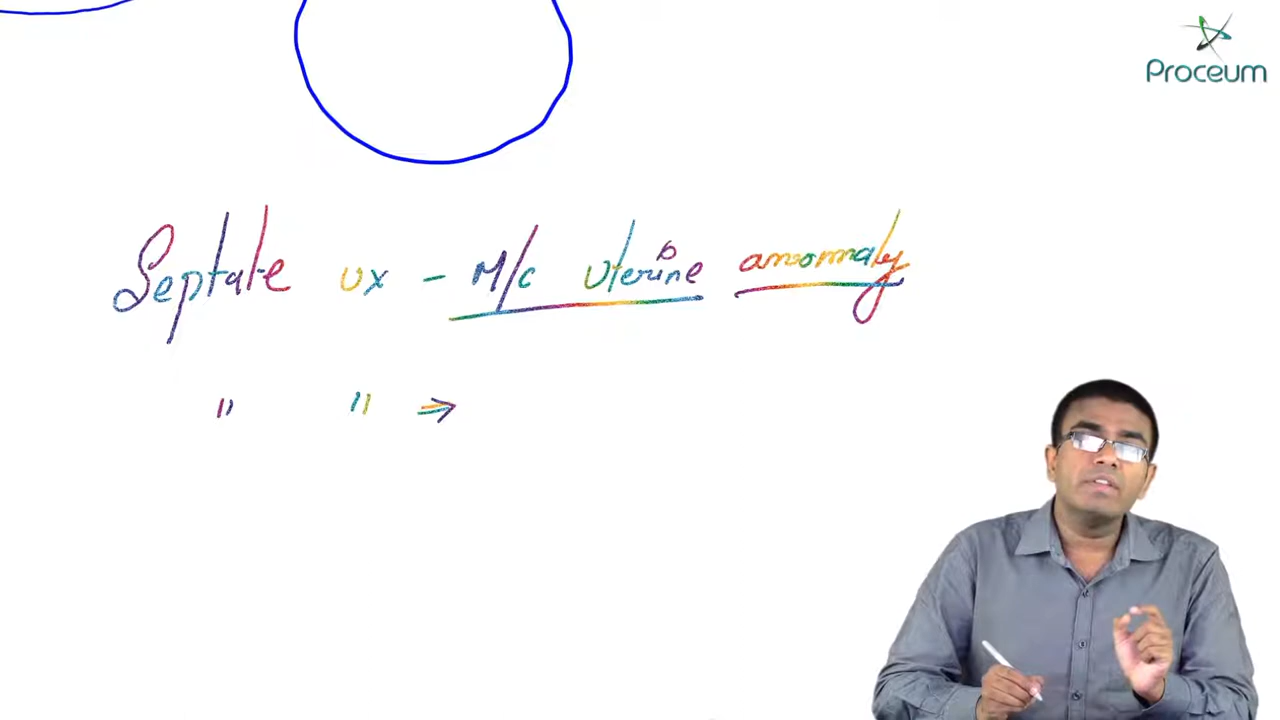 Proceum
Septate ux - M/c uterine anomaly
" " ⇒